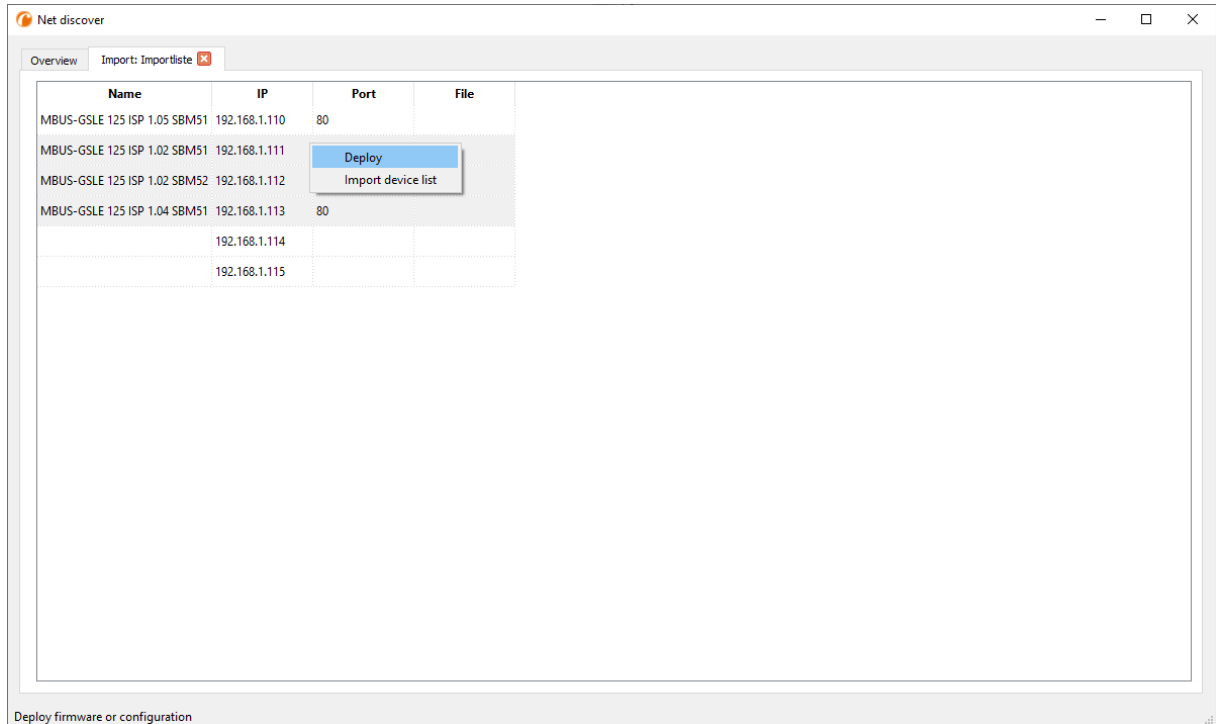 Net discover
Overview Import: Importliste
Name IP Port File
MBUS-GSLE 125 ISP 1.05 SBM51 192.168.1.110 80
MBUS-GSLE 125 ISP 1.02 SBM51 192.168.1.111
Deploy
MBUS-GSLE 125 ISP 1.02 SBM52 192.168.1.112
Import device list
MBUS-GSLE 125 ISP 1.04 SBM51 192.168.1.113 80
192.168.1.114
192.168.1.115
Deploy firmware or configuration